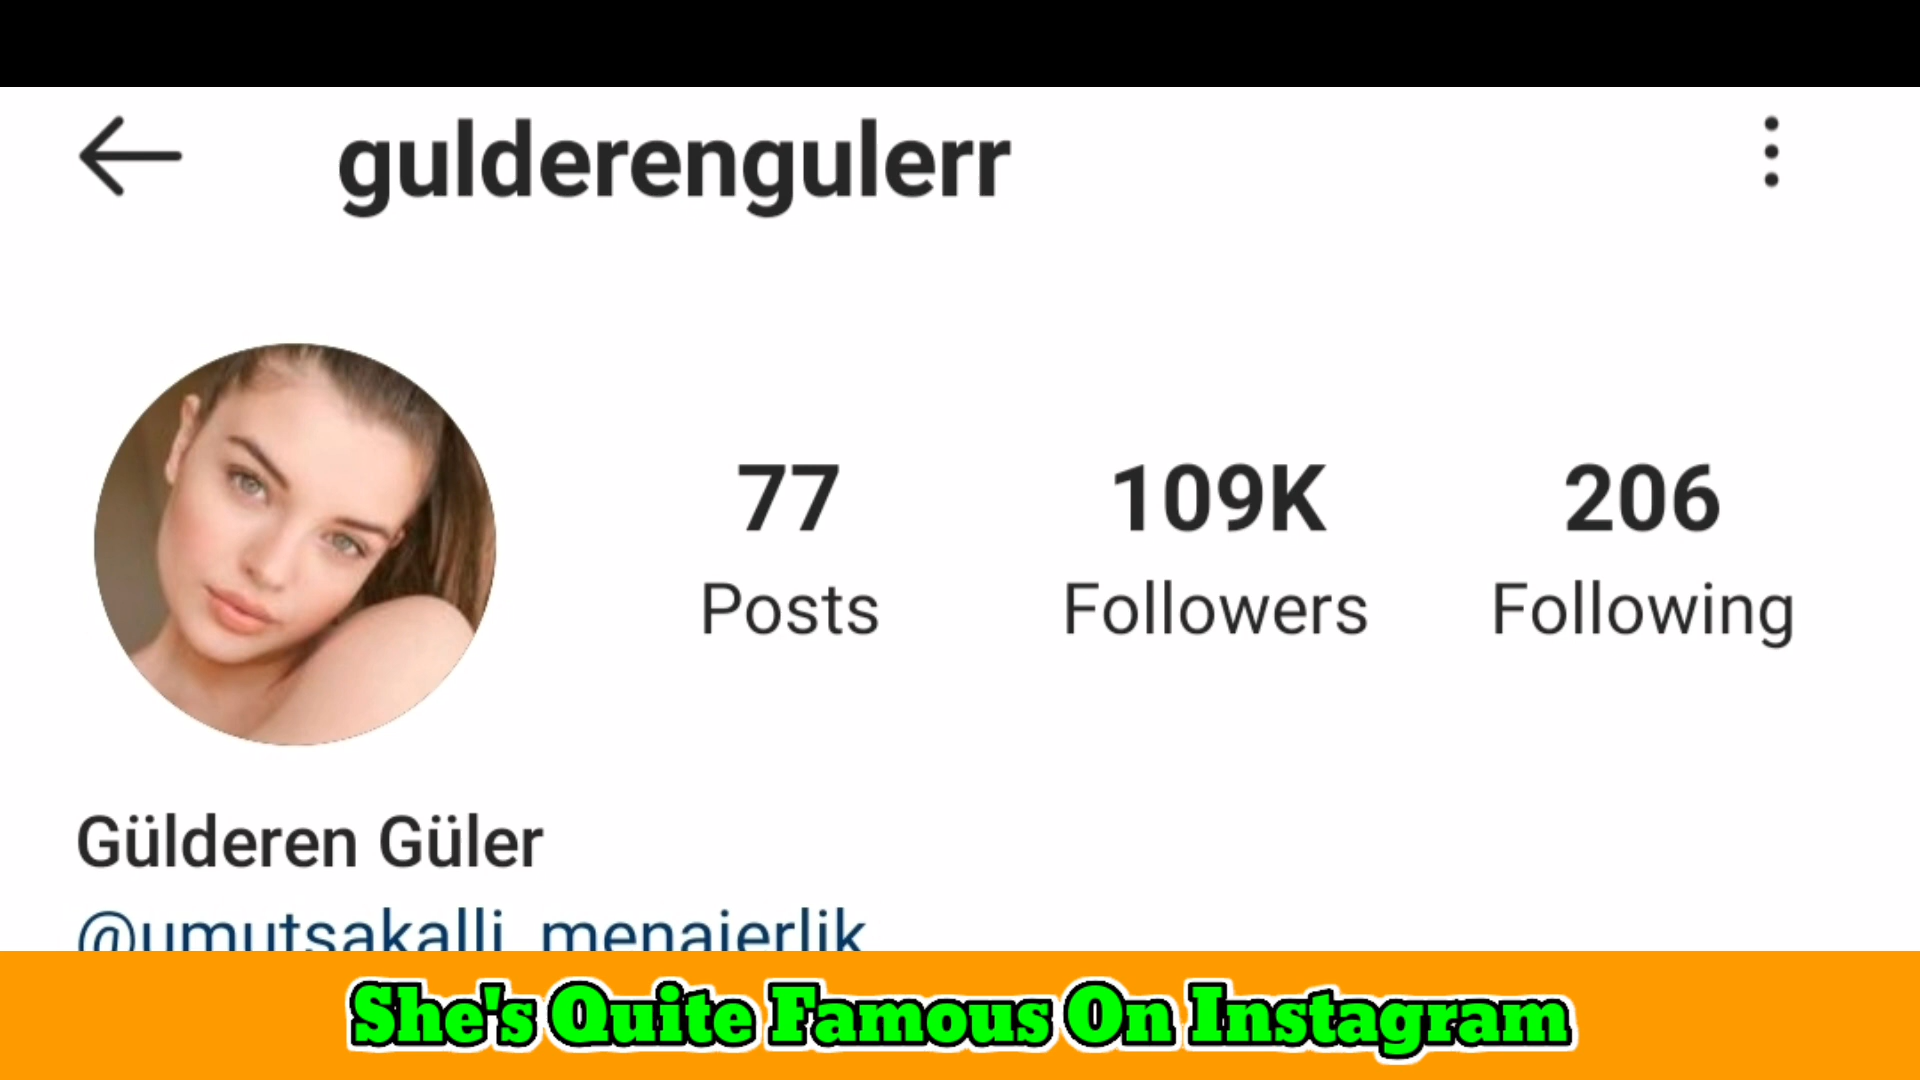 gulderengulerr
77 109K 206
Posts Followers Following
Gülderen Güler
@umutsakalli_menajerlik
She's Quite Famous On Instagram